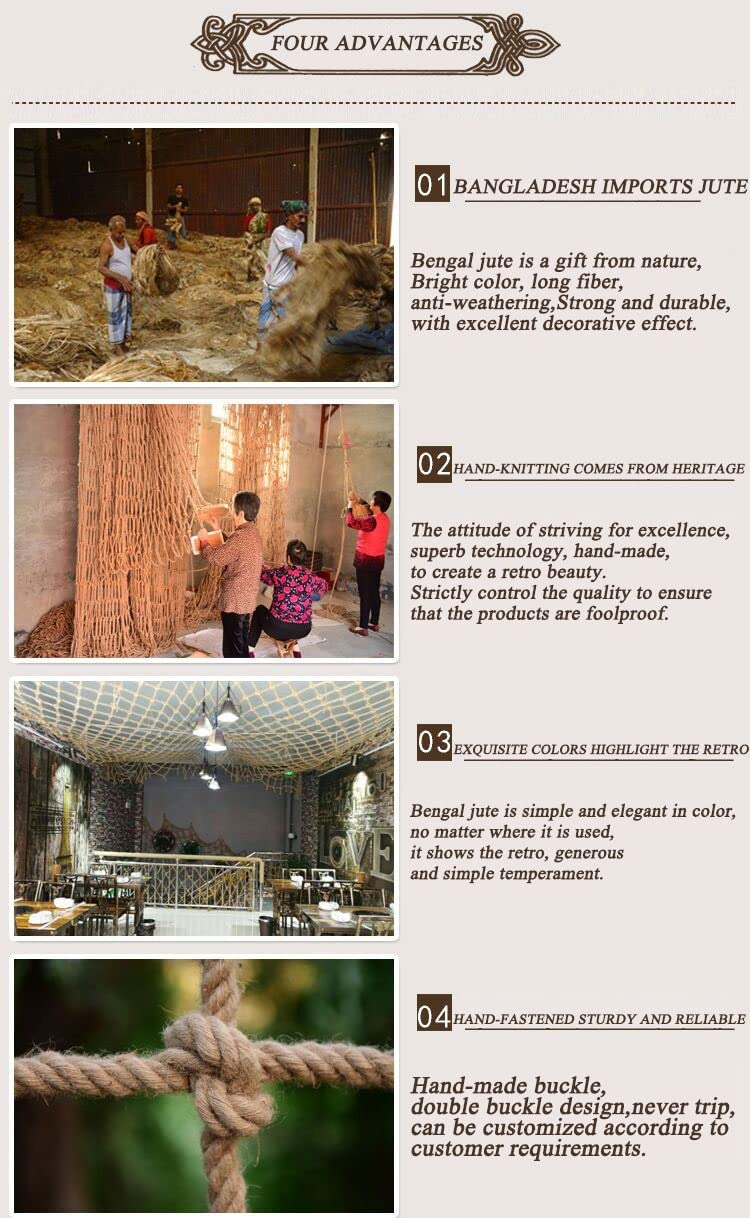 FOUR ADVANTAGES
01 BANGLADESH IMPORTS JUTE
Bengal jute is a gift from nature,
Bright color, long fiber,
anti-weathering,Strong and durable,
with excellent decorative effect.
02 HAND-KNITTING COMES FROM HERITAGE
The attitude of striving for excellence,
superb technology, hand-made,
to create a retro beauty.
Strictly control the quality to ensure
that the products are foolproof.
03 EXQUISITE COLORS HIGHLIGHT THE RETRO
LOVE
Bengal jute is simple and elegant in color,
no matter where it is used,
it shows the retro, generous
and simple temperament.
04 HAND-FASTENED STURDY AND RELIABLE
Hand-made buckle,
double buckle design,never trip,
can be customized according to
customer requirements.